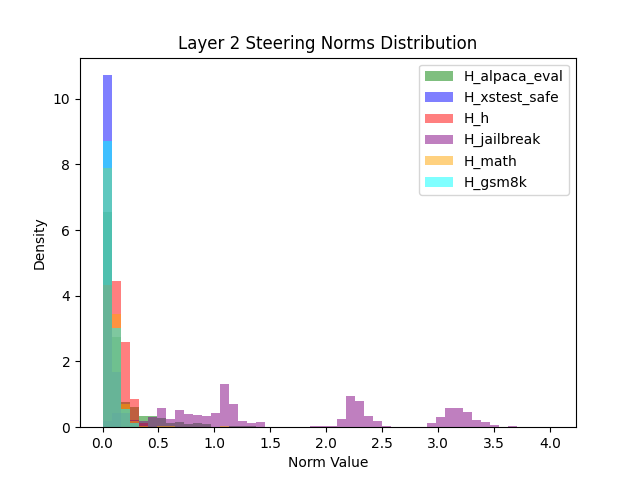 Layer 2 Steering Norms Distribution
H_alpaca_eval
H_xstest_safe
H_h
H_jailbreak
H_math
H_gsm8k
Density
10
8
6
4
2
0
0.0 0.5 1.0 1.5 2.0 2.5 3.0 3.5 4.0
Norm Value